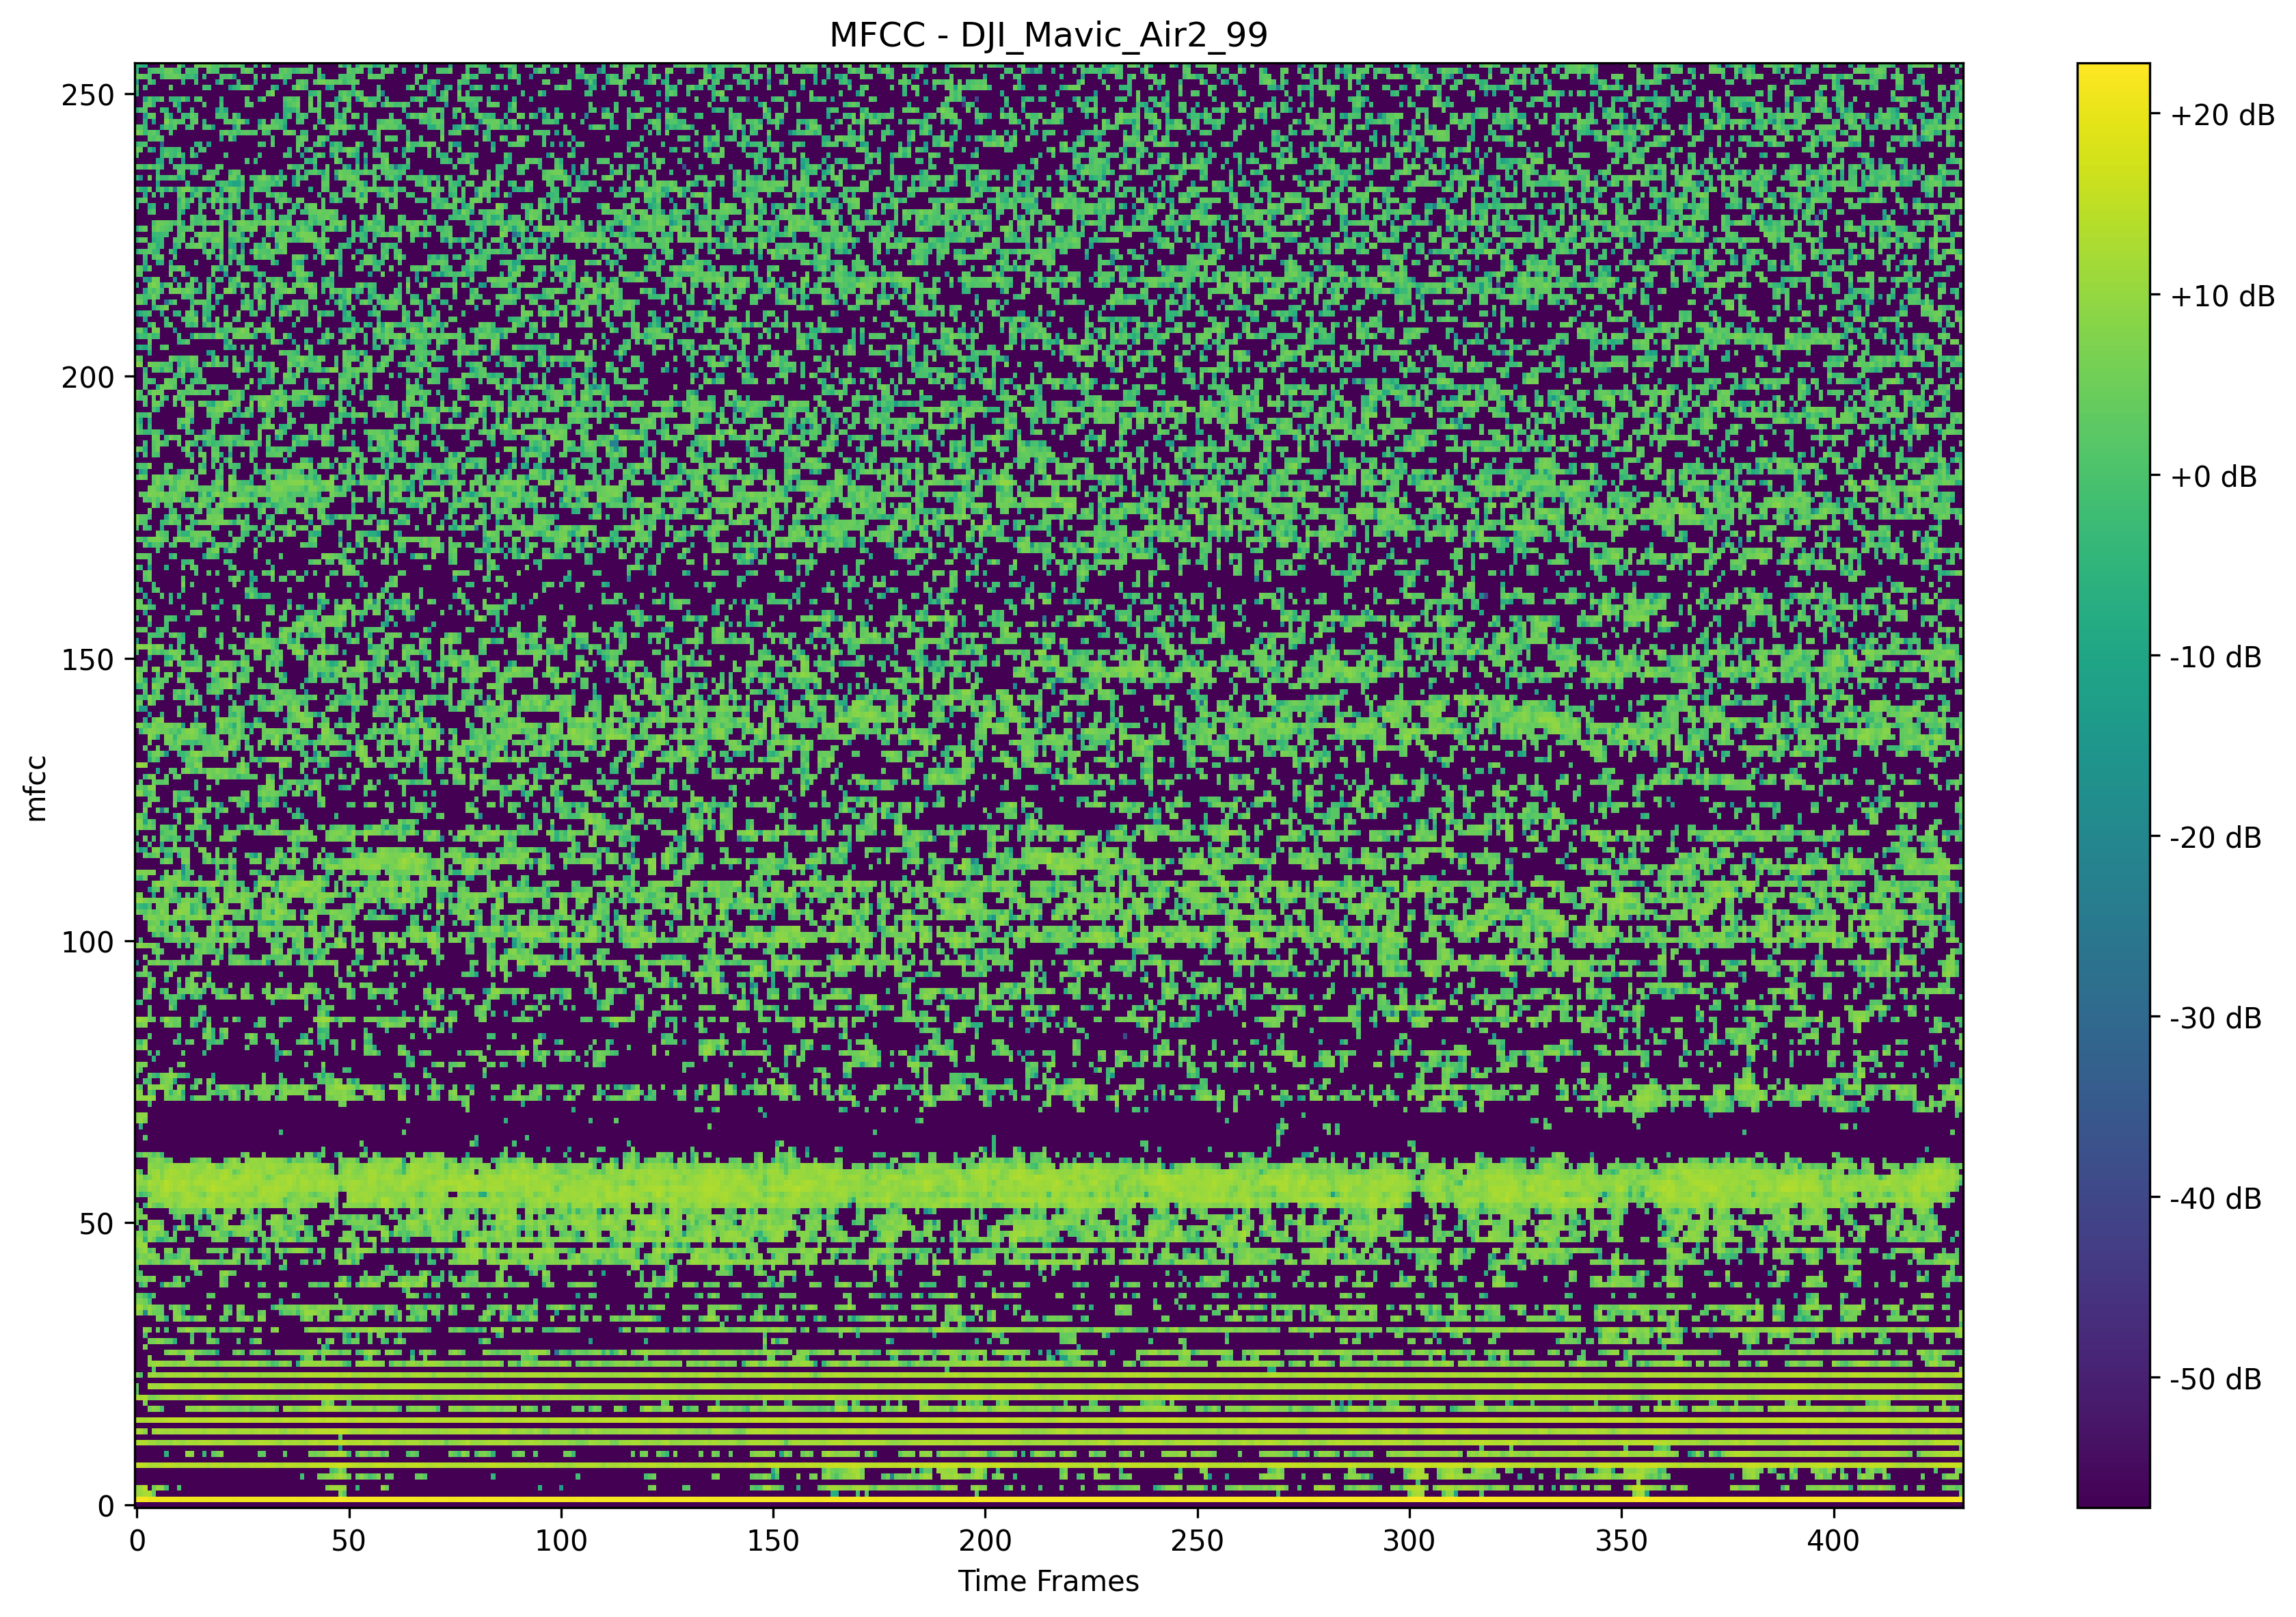 MFCC - DJI_Mavic_Air2_99
250
200
150
100
50
0
mfcc
0 50 100 150 200 250 300 350 400
Time Frames
+20 dB
+10 dB
+0 dB
-10 dB
-20 dB
-30 dB
-40 dB
-50 dB